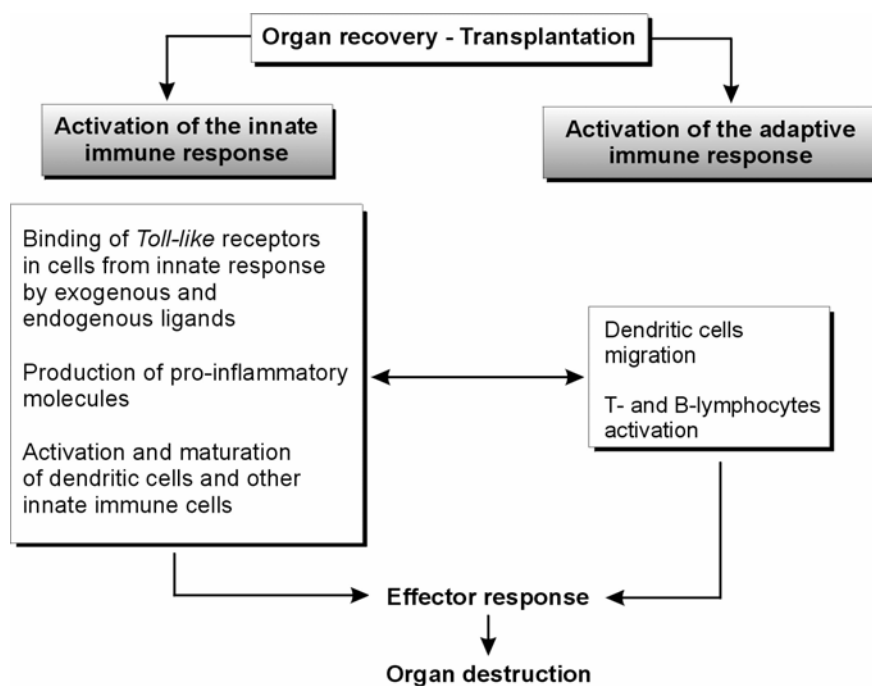 Organ recovery - Transplantation
Activation of the innate
immune response
Activation of the adaptive
immune response
Binding of Toll-like receptors
in cells from innate response
by exogenous and
endogenous ligands
Production of pro-inflammatory
molecules
Activation and maturation
of dendritic cells and other
innate immune cells
Dendritic cells
migration
T- and B-lymphocytes
activation
Effector response
Organ destruction